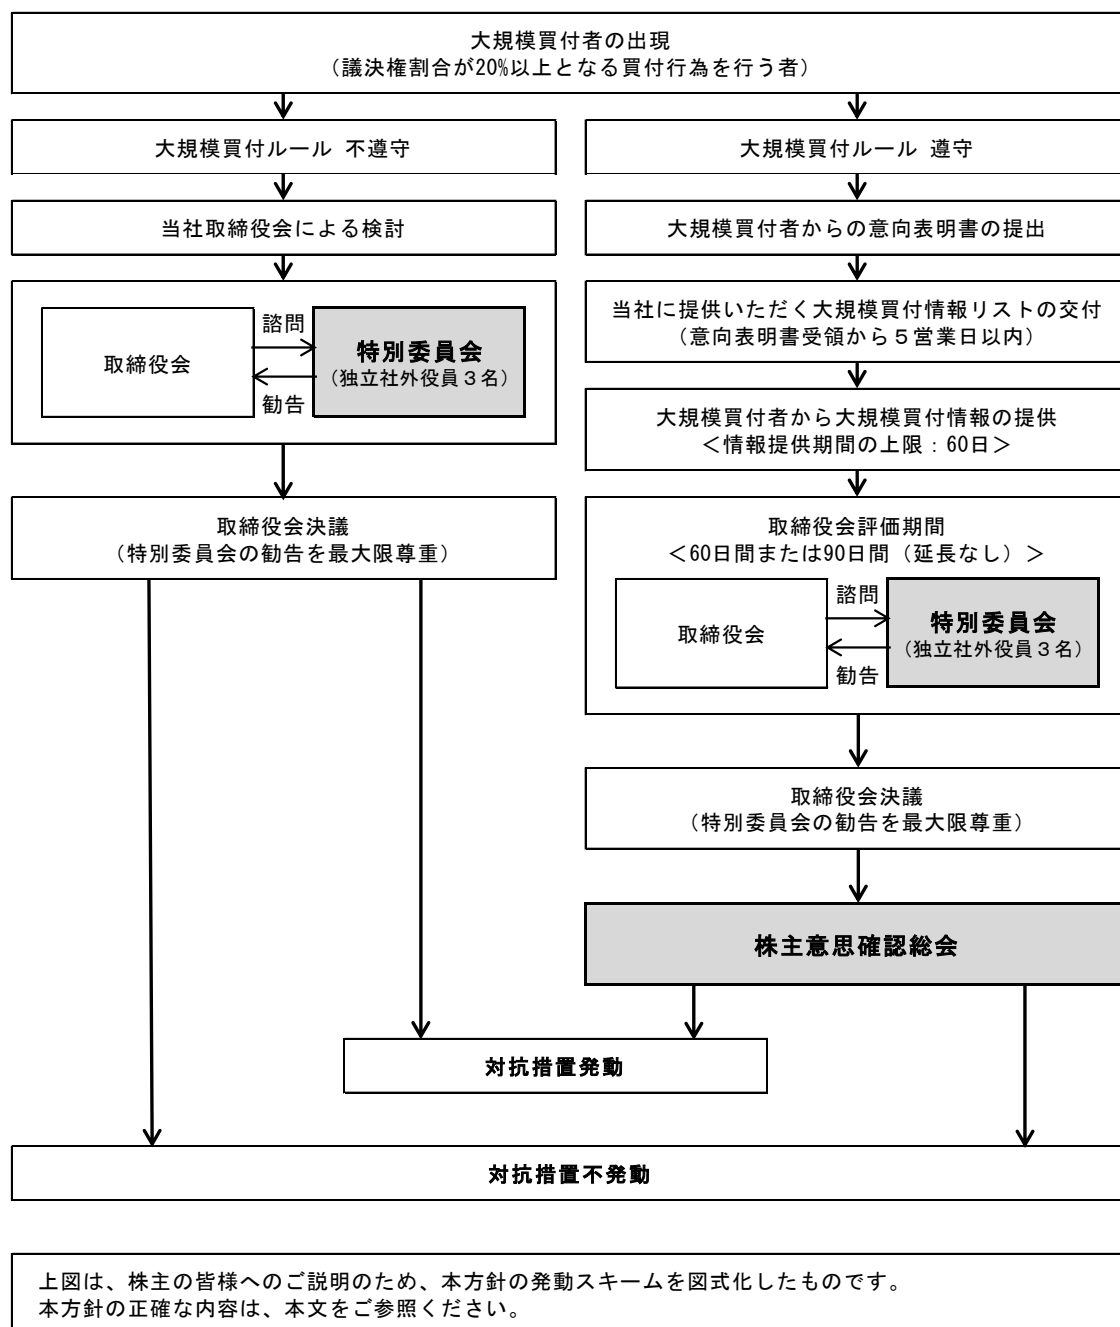 大規模買付者の出現
（議決権割合が20%以上となる買付行為を行う者）
大規模買付ルール 不遵守
当社取締役会による検討
取締役会
諮問
特別委員会
（独立社外役員３名）
勧告
取締役会決議
（特別委員会の勧告を最大限尊重）
大規模買付ルール 遵守
大規模買付者からの意向表明書の提出
当社に提供いただく大規模買付情報リストの交付
（意向表明書受領から５営業日以内）
大規模買付者から大規模買付情報の提供
＜情報提供期間の上限：60日＞
取締役会評価期間
＜60日間または90日間（延長なし）＞
取締役会
諮問
特別委員会
（独立社外役員３名）
勧告
取締役会決議
（特別委員会の勧告を最大限尊重）
株主意思確認総会
対抗措置発動
対抗措置不発動
上図は、株主の皆様へのご説明のため、本方針の発動スキームを図式化したものです。
本方針の正確な内容は、本文をご参照ください。